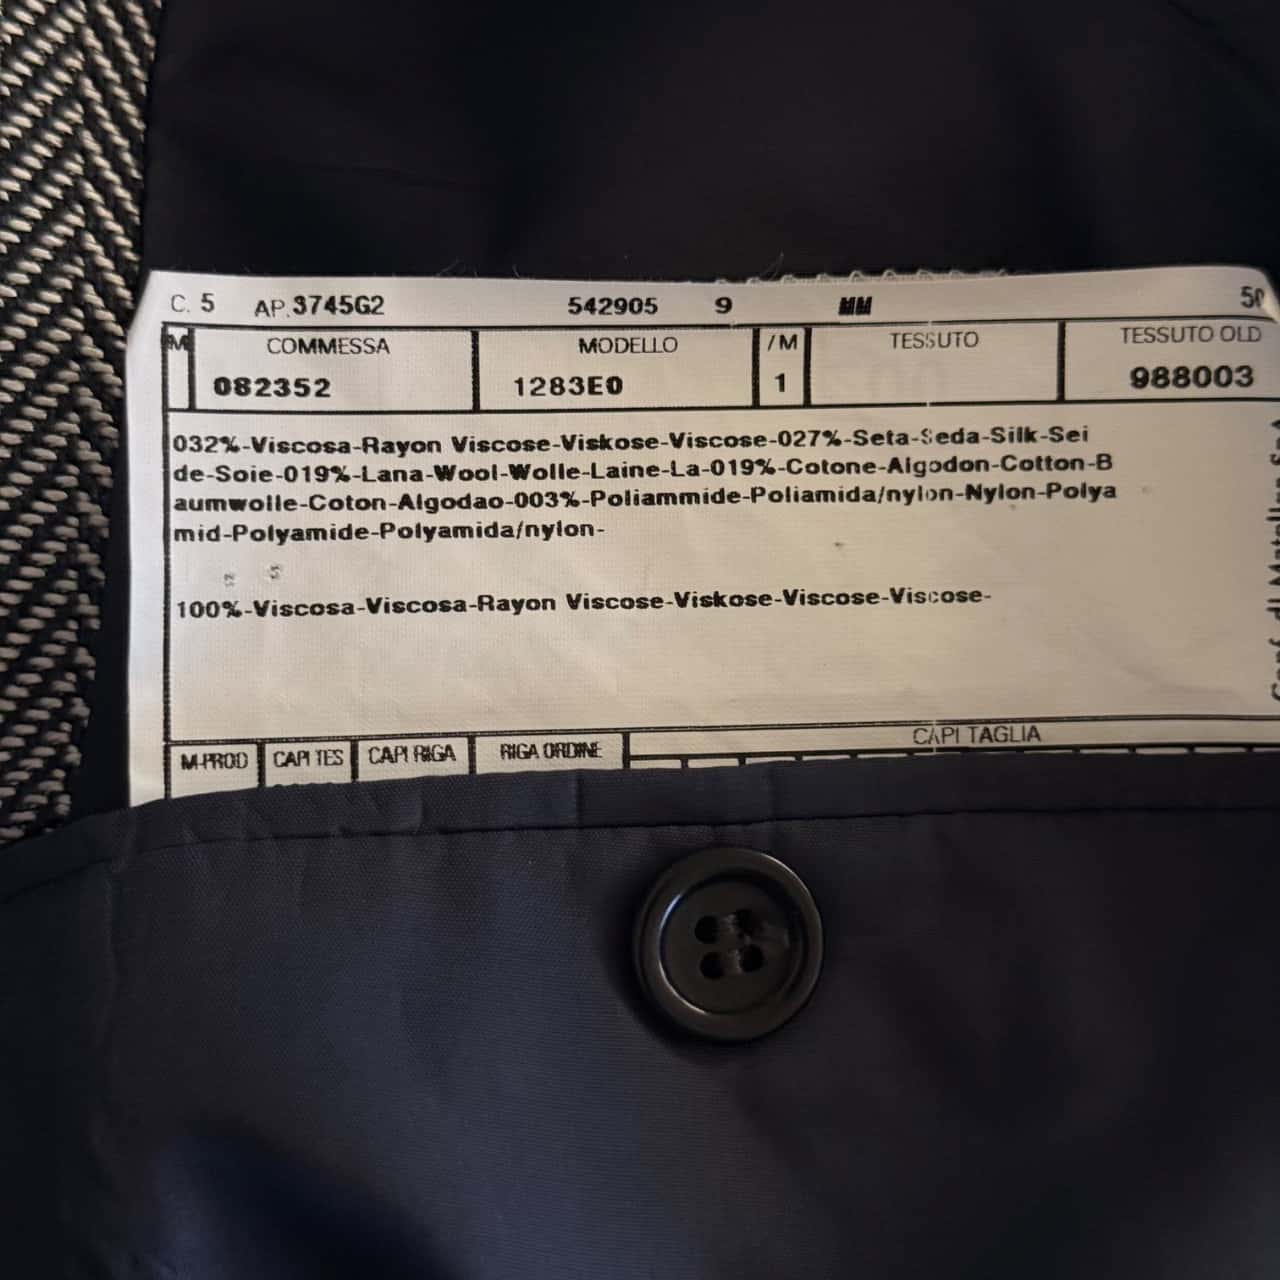 C. 5 AP. 3745G2 542905 9 MM
M COMMESSA MODELLO /M TESSUTO TESSUTO OLD
082352 1283E0 1 988003
032%-Viscosa-Rayon Viscose-Viskose-Viscose-027%-Seta-Seda-Silk-Sei
de-Soie-019%-Lana-Wool-Wolle-Laine-La-019%-Cotone-Algodon-Cotton-B
aumwolle-Coton-Algodao-003%-Poliammide-Poliamida/nylon-Nylon-Polya
mid-Polyamide-Polyamida/nylon-
100%-Viscosa-Viscosa-Rayon Viscose-Viskose-Viscose-Viscose-
M-PROD CAPI TES CAPI RIGA RIGA ORDINE CAPI TAGLIA